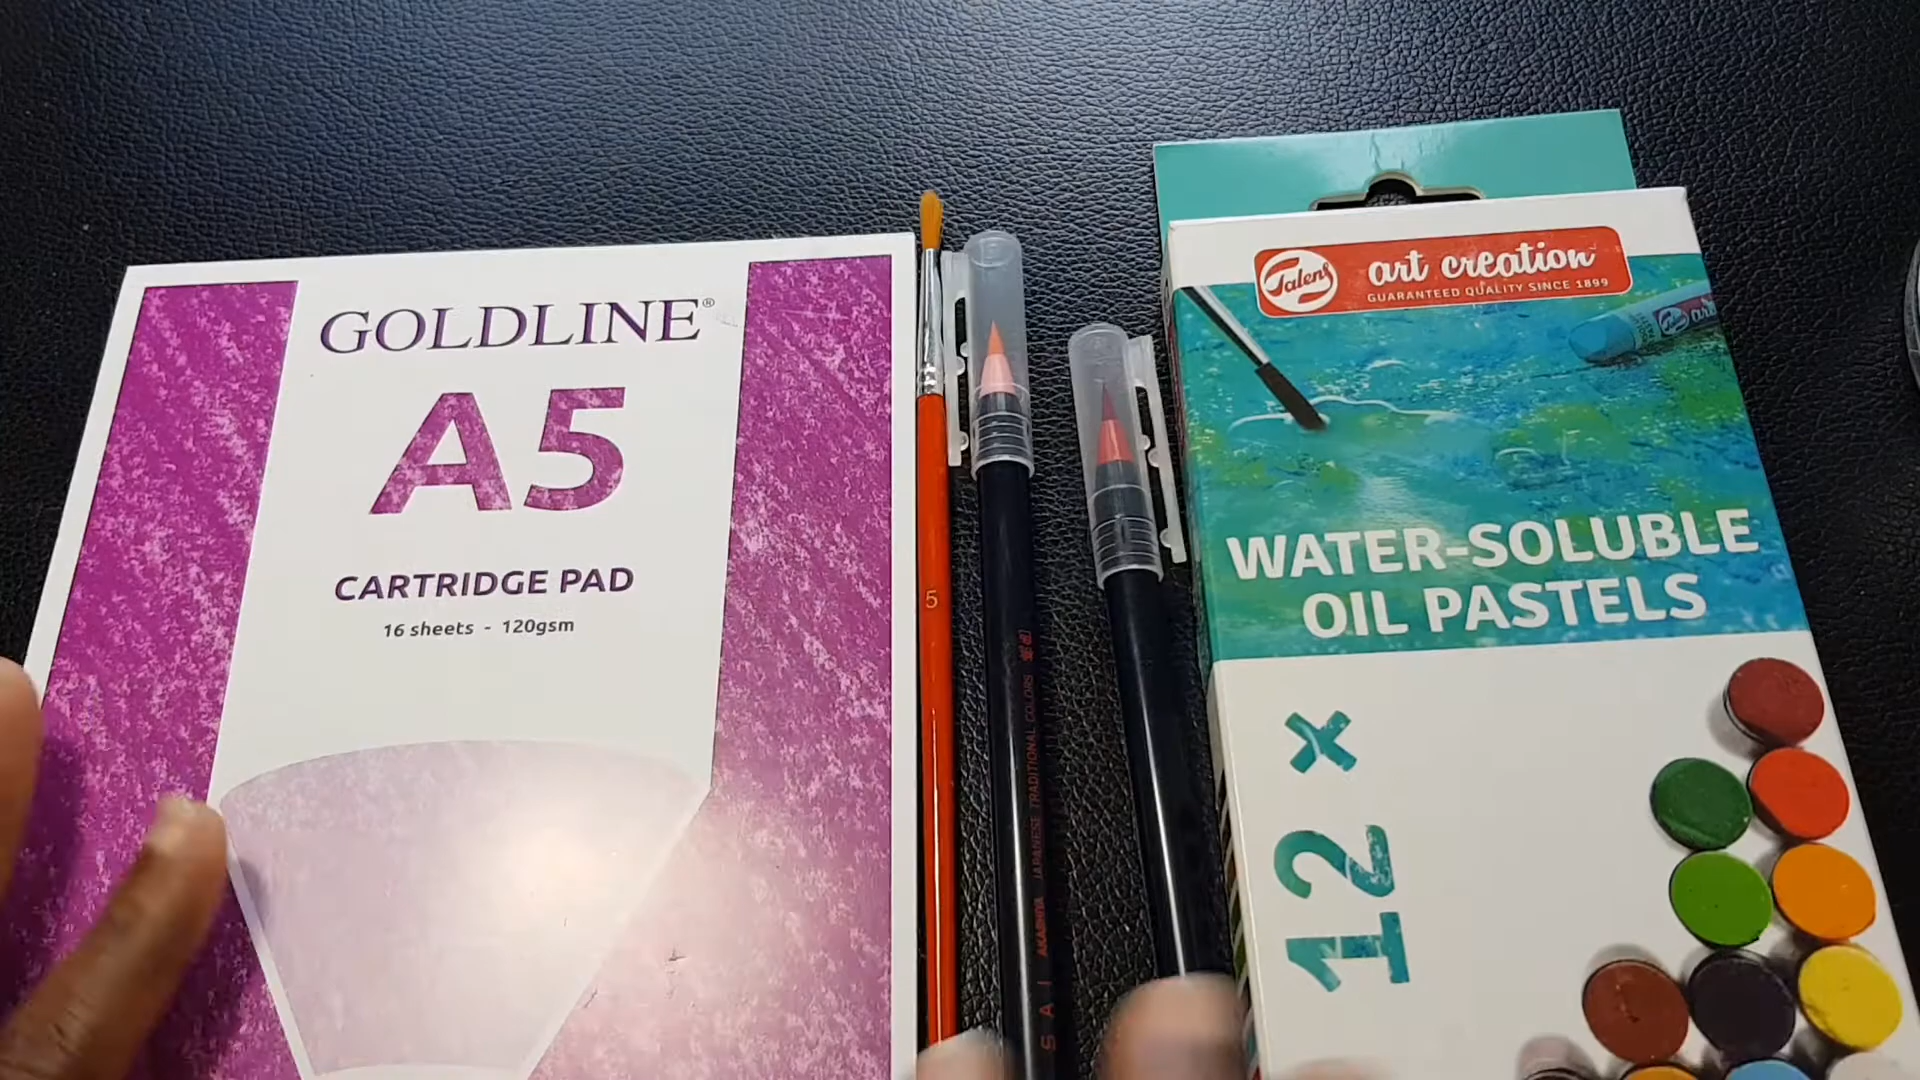 GOLDLINE®
A5
CARTRIDGE PAD
16 sheets - 120gsm
5
SAI AKASHIYA JAPANESE TRADITIONAL COLORS
Talens
art creation
GUARANTEED QUALITY SINCE 1899
WATER-SOLUBLE
OIL PASTELS
12 x